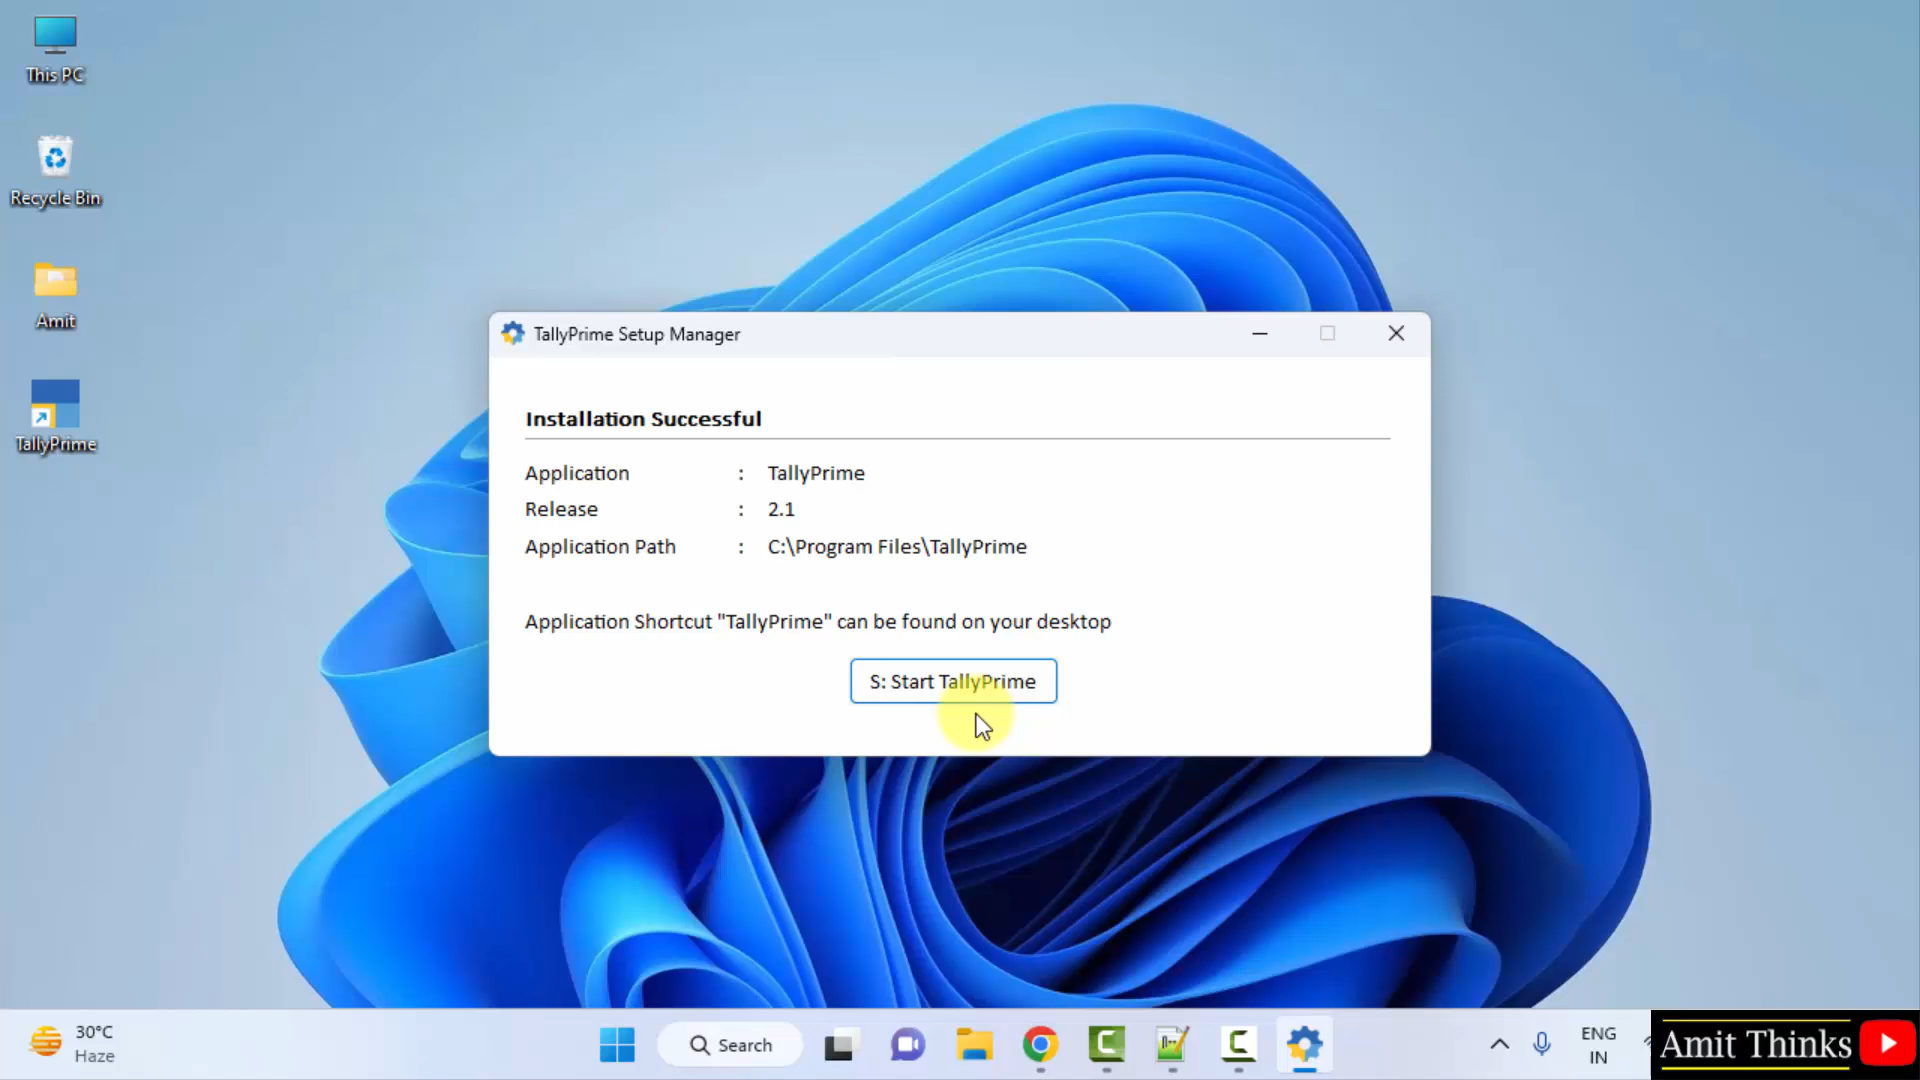 This PC
Recycle Bin
Amit
TallyPrime
TallyPrime Setup Manager
Installation Successful
Application : TallyPrime
Release : 2.1
Application Path : C:\Program Files\TallyPrime
Application Shortcut "TallyPrime" can be found on your desktop
S: Start TallyPrime
30°C
Haze
Search
ENG
IN
Amit Thinks